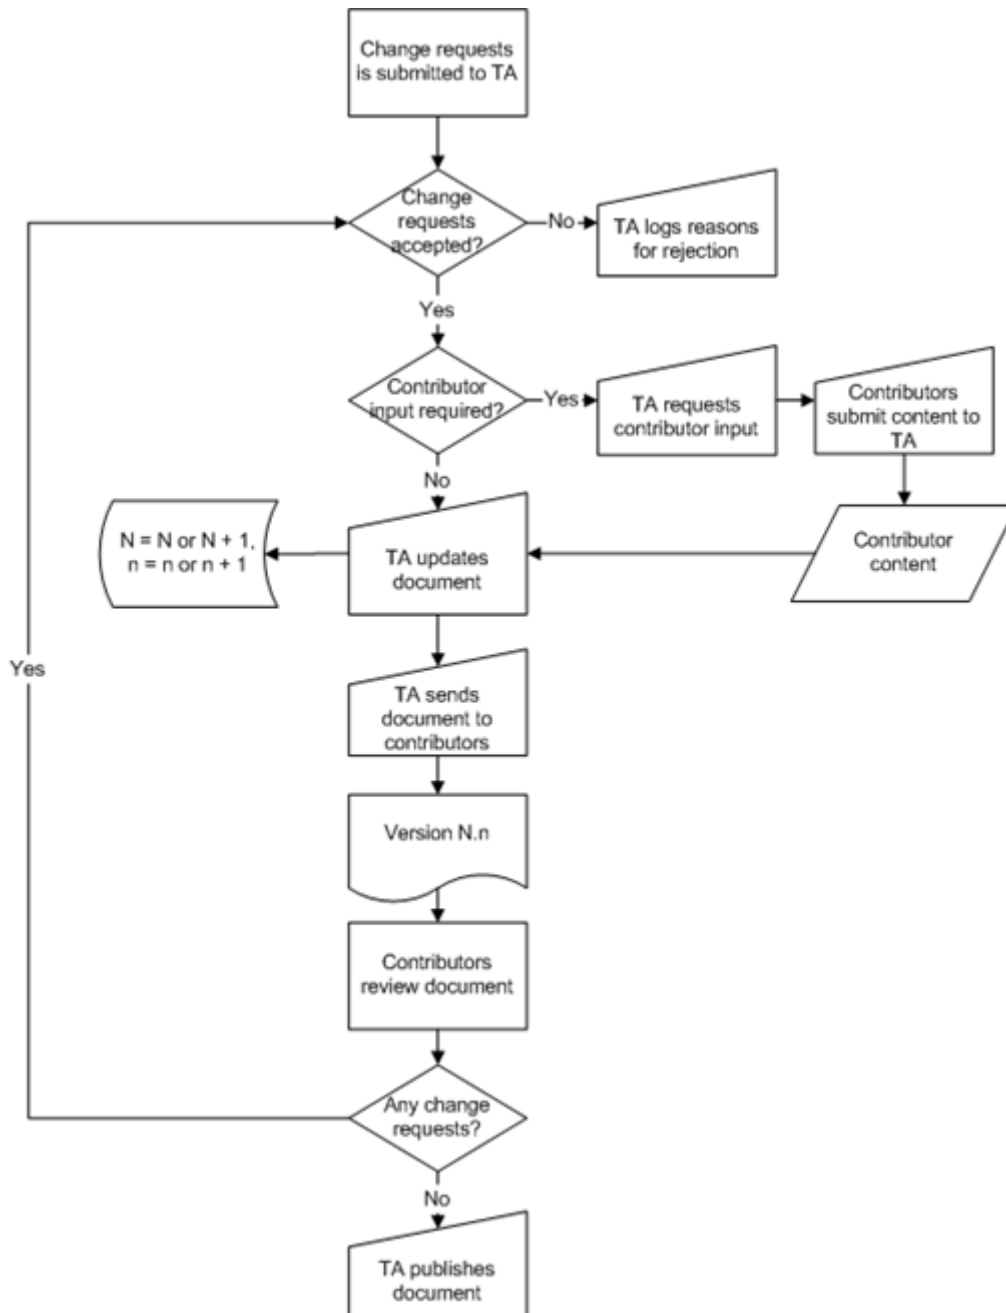 Change requests
is submitted to TA
Change
requests
accepted?
No
TA logs reasons
for rejection
Yes
Contributor
input required?
Yes
TA requests
contributor input
Contributors
submit content to
TA
No
N = N or N + 1,
n = n or n + 1
TA updates
document
Contributor
content
Yes
TA sends
document to
contributors
Version N.n
Contributors
review document
Any change
requests?
No
TA publishes
document